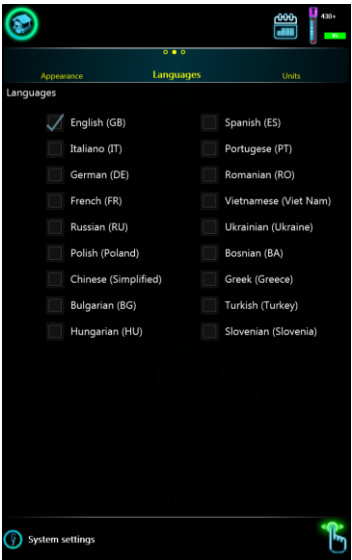 000
T
430+
Appearance
Languages
Units
Languages
English (GB)
Spanish (ES)
Italiano (IT)
Portugese (PT)
German (DE)
Romanian (RO)
French (FR)
Vietnamese (Viet Nam)
Russian (RU)
Ukrainian (Ukraine)
Polish (Poland)
Bosnian (BA)
Chinese (Simplified)
Greek (Greece)
Bulgarian (BG)
Turkish (Turkey)
Hungarian (HU)
Slovenian (Slovenia)
System settings